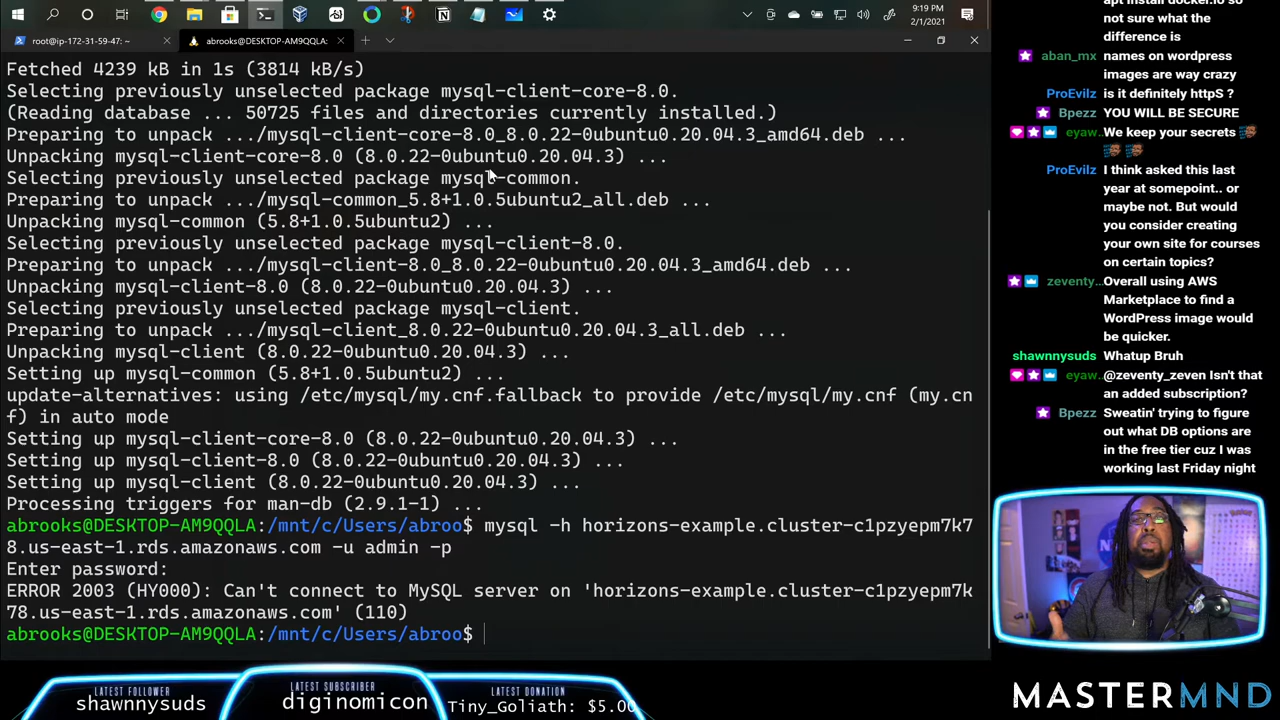 9:19 PM
2/1/2021
root@ip-172-31-59-47: ~
abrooks@DESKTOP-AM9QQLA:
Fetched 4239 kB in 1s (3814 kB/s)
Selecting previously unselected package mysql-client-core-8.0.
(Reading database ... 50725 files and directories currently installed.)
Preparing to unpack .../mysql-client-core-8.0_8.0.22-0ubuntu0.20.04.3_amd64.deb ...
Unpacking mysql-client-core-8.0 (8.0.22-0ubuntu0.20.04.3) ...
Selecting previously unselected package mysql-common.
Preparing to unpack .../mysql-common_5.8+1.0.5ubuntu2_all.deb ...
Unpacking mysql-common (5.8+1.0.5ubuntu2) ...
Selecting previously unselected package mysql-client-8.0.
Preparing to unpack .../mysql-client-8.0_8.0.22-0ubuntu0.20.04.3_amd64.deb ...
Unpacking mysql-client-8.0 (8.0.22-0ubuntu0.20.04.3) ...
Selecting previously unselected package mysql-client.
Preparing to unpack .../mysql-client_8.0.22-0ubuntu0.20.04.3_all.deb ...
Unpacking mysql-client (8.0.22-0ubuntu0.20.04.3) ...
Setting up mysql-common (5.8+1.0.5ubuntu2) ...
update-alternatives: using /etc/mysql/my.cnf.fallback to provide /etc/mysql/my.cnf (my.cn
f) in auto mode
Setting up mysql-client-core-8.0 (8.0.22-0ubuntu0.20.04.3) ...
Setting up mysql-client-8.0 (8.0.22-0ubuntu0.20.04.3) ...
Setting up mysql-client (8.0.22-0ubuntu0.20.04.3) ...
Processing triggers for man-db (2.9.1-1) ...
abrooks@DESKTOP-AM9QQLA:/mnt/c/Users/abroo$ mysql -h horizons-example.cluster-c1pzyepm7k7
8.us-east-1.rds.amazonaws.com -u admin -p
Enter password:
ERROR 2003 (HY000): Can't connect to MySQL server on 'horizons-example.cluster-c1pzyepm7k
78.us-east-1.rds.amazonaws.com' (110)
abrooks@DESKTOP-AM9QQLA:/mnt/c/Users/abroo$
apt install docker.io so
not sure what the
difference is
aban_mx names on wordpress
images are way crazy
ProEvilz is it definitely httpS ?
Bpezz YOU WILL BE SECURE
eyaw... We keep your secrets
ProEvilz I think asked this last
year at somepoint.. or
maybe not. But would
you consider creating
your own site for courses
on certain topics?
zeventy... Overall using AWS
Marketplace to find a
WordPress image would
be quicker.
shawnnysuds Whatup Bruh
eyaw... @zeventy_zeven Isn't that
an added subscription?
Bpezz Sweatin' trying to figure
out what DB options are
in the free tier cuz I was
working last Friday night
LATEST FOLLOWER
shawnnysuds
LATEST SUBSCRIBER
diginomicon
LATEST DONATION
Tiny_Goliath: $5.00
MASTERMND